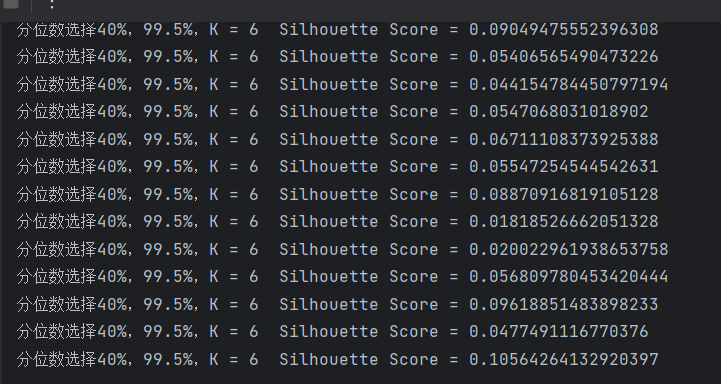 分位数选择40%, 99.5%, K = 6  Silhouette Score = 0.09049475552396308
分位数选择40%, 99.5%, K = 6  Silhouette Score = 0.05406565490473226
分位数选择40%, 99.5%, K = 6  Silhouette Score = 0.044154784450797194
分位数选择40%, 99.5%, K = 6  Silhouette Score = 0.0547068031018902
分位数选择40%, 99.5%, K = 6  Silhouette Score = 0.06711108373925388
分位数选择40%, 99.5%, K = 6  Silhouette Score = 0.05547254544542631
分位数选择40%, 99.5%, K = 6  Silhouette Score = 0.08870916819105128
分位数选择40%, 99.5%, K = 6  Silhouette Score = 0.01818526662051328
分位数选择40%, 99.5%, K = 6  Silhouette Score = 0.020022961938653758
分位数选择40%, 99.5%, K = 6  Silhouette Score = 0.056809780453420444
分位数选择40%, 99.5%, K = 6  Silhouette Score = 0.09618851483898233
分位数选择40%, 99.5%, K = 6  Silhouette Score = 0.0477491116770376
分位数选择40%, 99.5%, K = 6  Silhouette Score = 0.10564264132920397